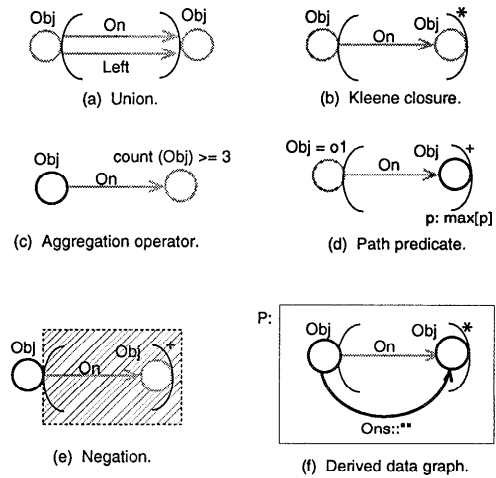 Obj On Obj
Left
(a) Union.
Obj On Obj *
(b) Kleene closure.
Obj On count (Obj) >= 3
(c) Aggregation operator.
Obj = o1 On Obj +
p: max[p]
(d) Path predicate.
Obj On Obj +
(e) Negation.
P:
Obj On Obj *
Ons::""
(f) Derived data graph.